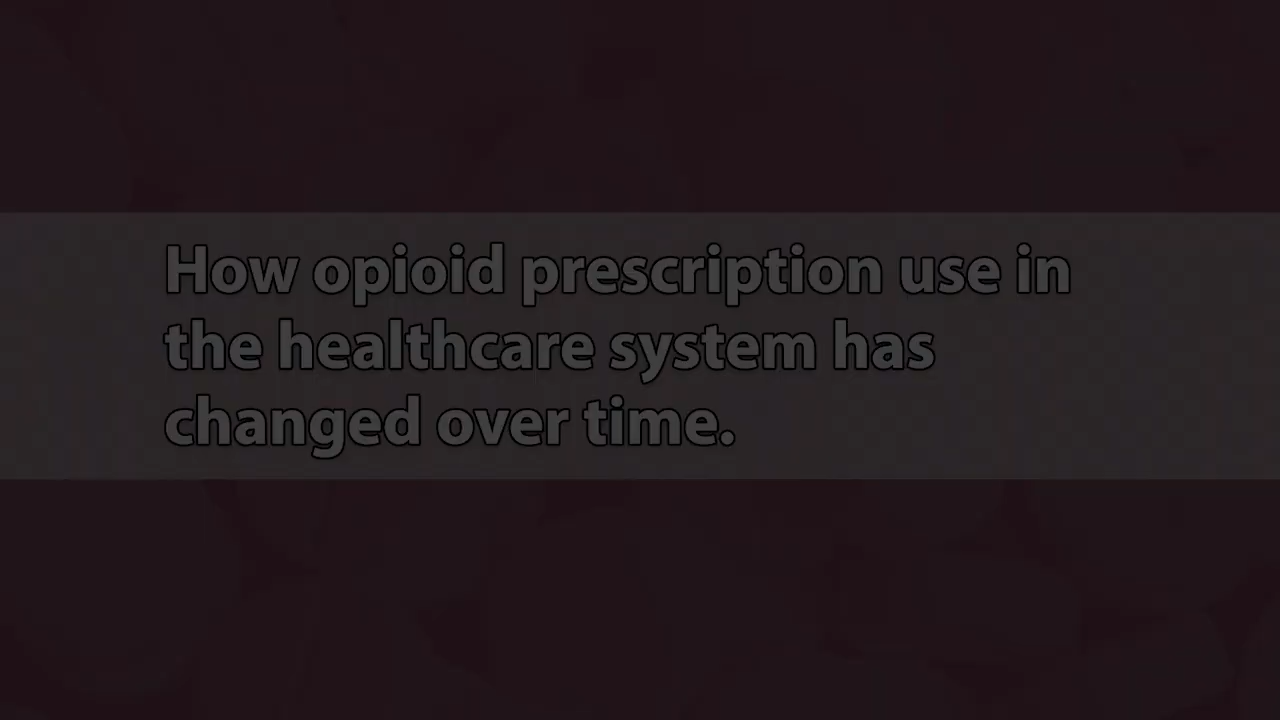 How opioid prescription use in
the healthcare system has
changed over time.